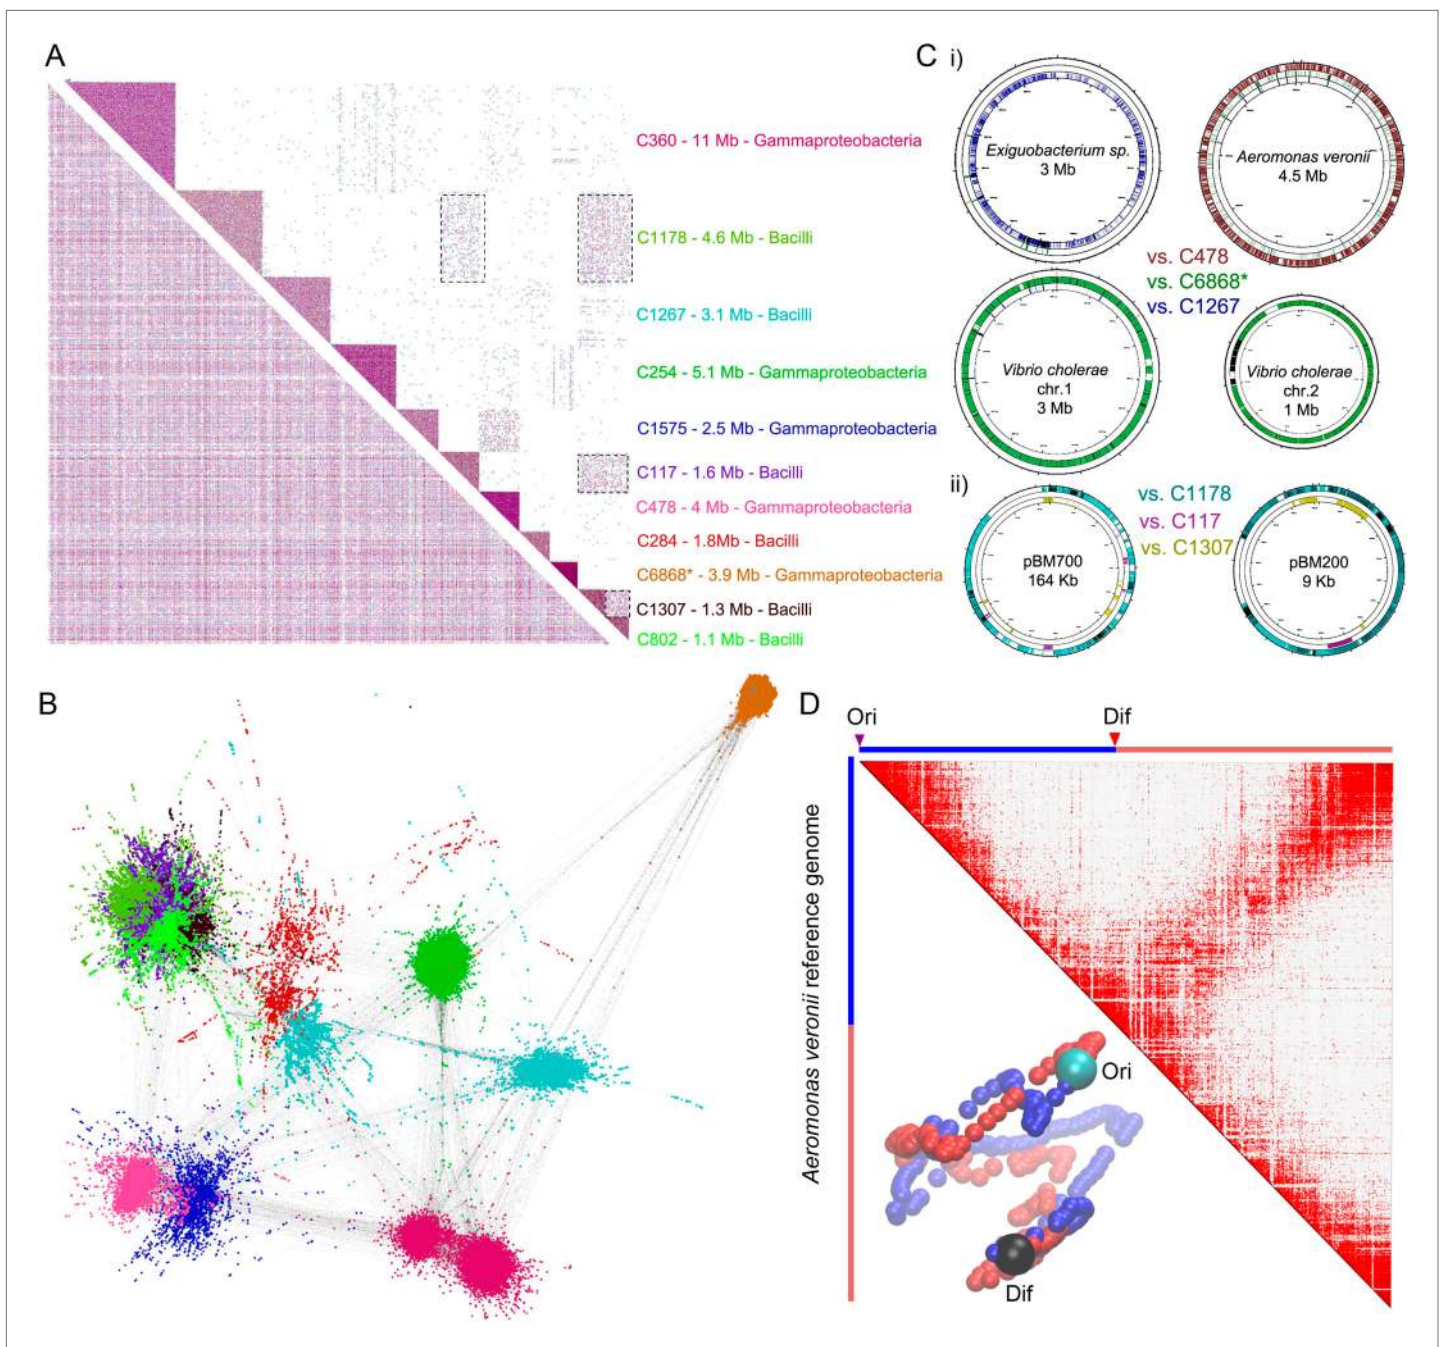 A
C360 - 11 Mb - Gammaproteobacteria
C1178 - 4.6 Mb - Bacilli
C1267 - 3.1 Mb - Bacilli
C254 - 5.1 Mb - Gammaproteobacteria
C1575 - 2.5 Mb - Gammaproteobacteria
C117 - 1.6 Mb - Bacilli
C478 - 4 Mb - Gammaproteobacteria
C284 - 1.8Mb - Bacilli
C6868* - 3.9 Mb - Gammaproteobacteria
C1307 - 1.3 Mb - Bacilli
C802 - 1.1 Mb - Bacilli
B
C i)
Exiguobacterium sp.
3 Mb
Aeromonas veronii
4.5 Mb
vs. C478
vs. C6868*
vs. C1267
Vibrio cholerae
chr.1
3 Mb
Vibrio cholerae
chr.2
1 Mb
ii)
pBM700
164 Kb
vs. C1178
vs. C117
vs. C1307
pBM200
9 Kb
D
Ori
Dif
Aeromonas veronii reference genome
Ori
Dif